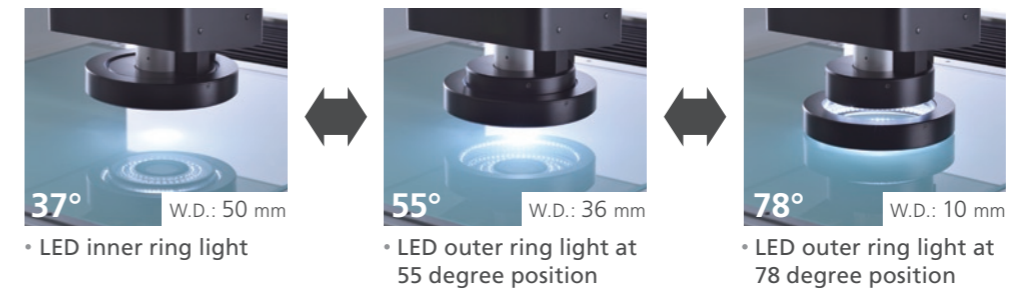 37°
W.D.: 50 mm
• LED inner ring light
55°
W.D.: 36 mm
• LED outer ring light at
55 degree position
78°
W.D.: 10 mm
• LED outer ring light at
78 degree position